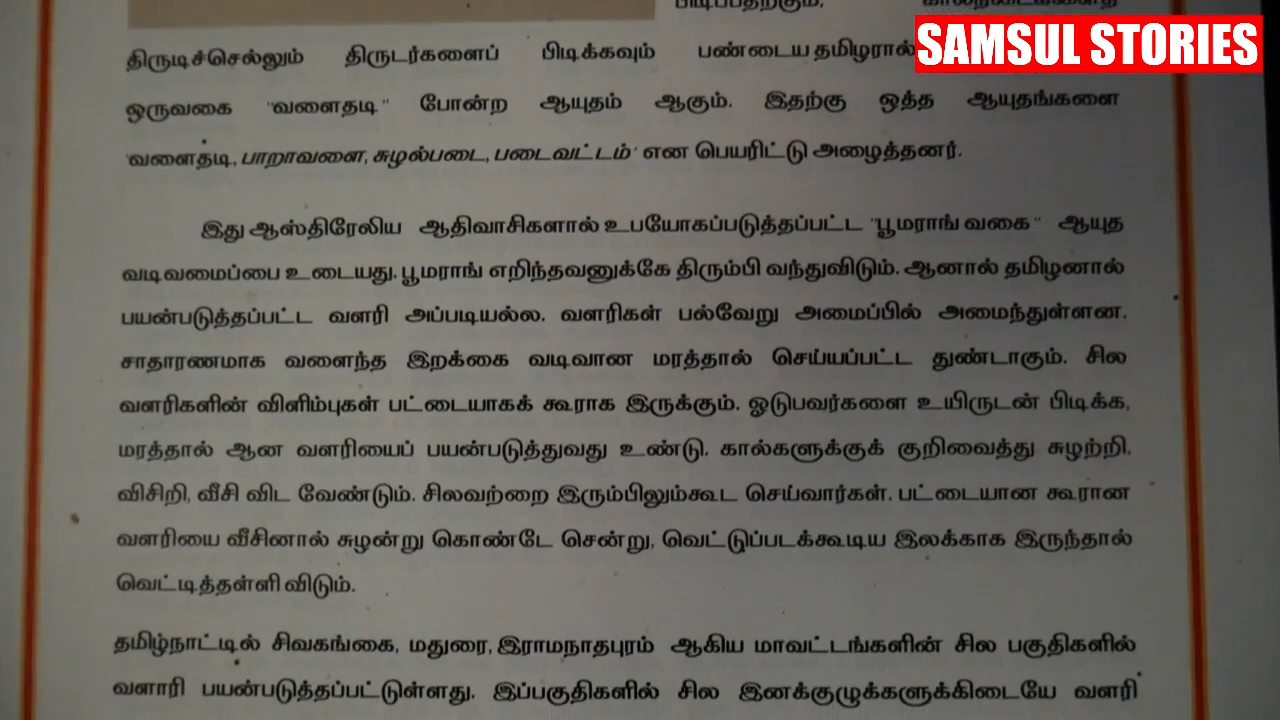 பிடிப்பதற்கும்,
SAMSUL STORIES
திருடிச்செல்லும் திருடர்களைப் பிடிக்கவும் பண்டைய தமிழரால்
ஒருவகை "வளைதடி" போன்ற ஆயுதம் ஆகும். இதற்கு ஒத்த ஆயுதங்களை
'வளைதடி, பாறாவளை, சுழல்படை, படைவட்டம்' என பெயரிட்டு அழைத்தனர்.
இது ஆஸ்திரேலிய ஆதிவாசிகளால் உபயோகப்படுத்தப்பட்ட "பூமராங் வகை" ஆயுத
வடிவமைப்பை உடையது. பூமராங் எறிந்தவனுக்கே திரும்பி வந்துவிடும். ஆனால் தமிழனால்
பயன்படுத்தப்பட்ட வளரி அப்படியல்ல. வளரிகள் பல்வேறு அமைப்பில் அமைந்துள்ளன.
சாதாரணமாக வளைந்த இறக்கை வடிவான மரத்தால் செய்யப்பட்ட துண்டாகும். சில
வளரிகளின் விளிம்புகள் பட்டையாகக் கூராக இருக்கும். ஓடுபவர்களை உயிருடன் பிடிக்க,
மரத்தால் ஆன வளரியைப் பயன்படுத்துவது உண்டு. கால்களுக்குக் குறிவைத்து சுழற்றி,
விசிறி, வீசி விட வேண்டும். சிலவற்றை இரும்பிலும்கூட செய்வார்கள். பட்டையான கூரான
வளரியை வீசினால் சுழன்று கொண்டே சென்று, வெட்டுப்படக்கூடிய இலக்காக இருந்தால்
வெட்டித்தள்ளி விடும்.
தமிழ்நாட்டில் சிவகங்கை, மதுரை, இராமநாதபுரம் ஆகிய மாவட்டங்களின் சில பகுதிகளில்
வளாரி பயன்படுத்தப்பட்டுள்ளது. இப்பகுதிகளில் சில இனக்குழுக்களுக்கிடையே வளரி